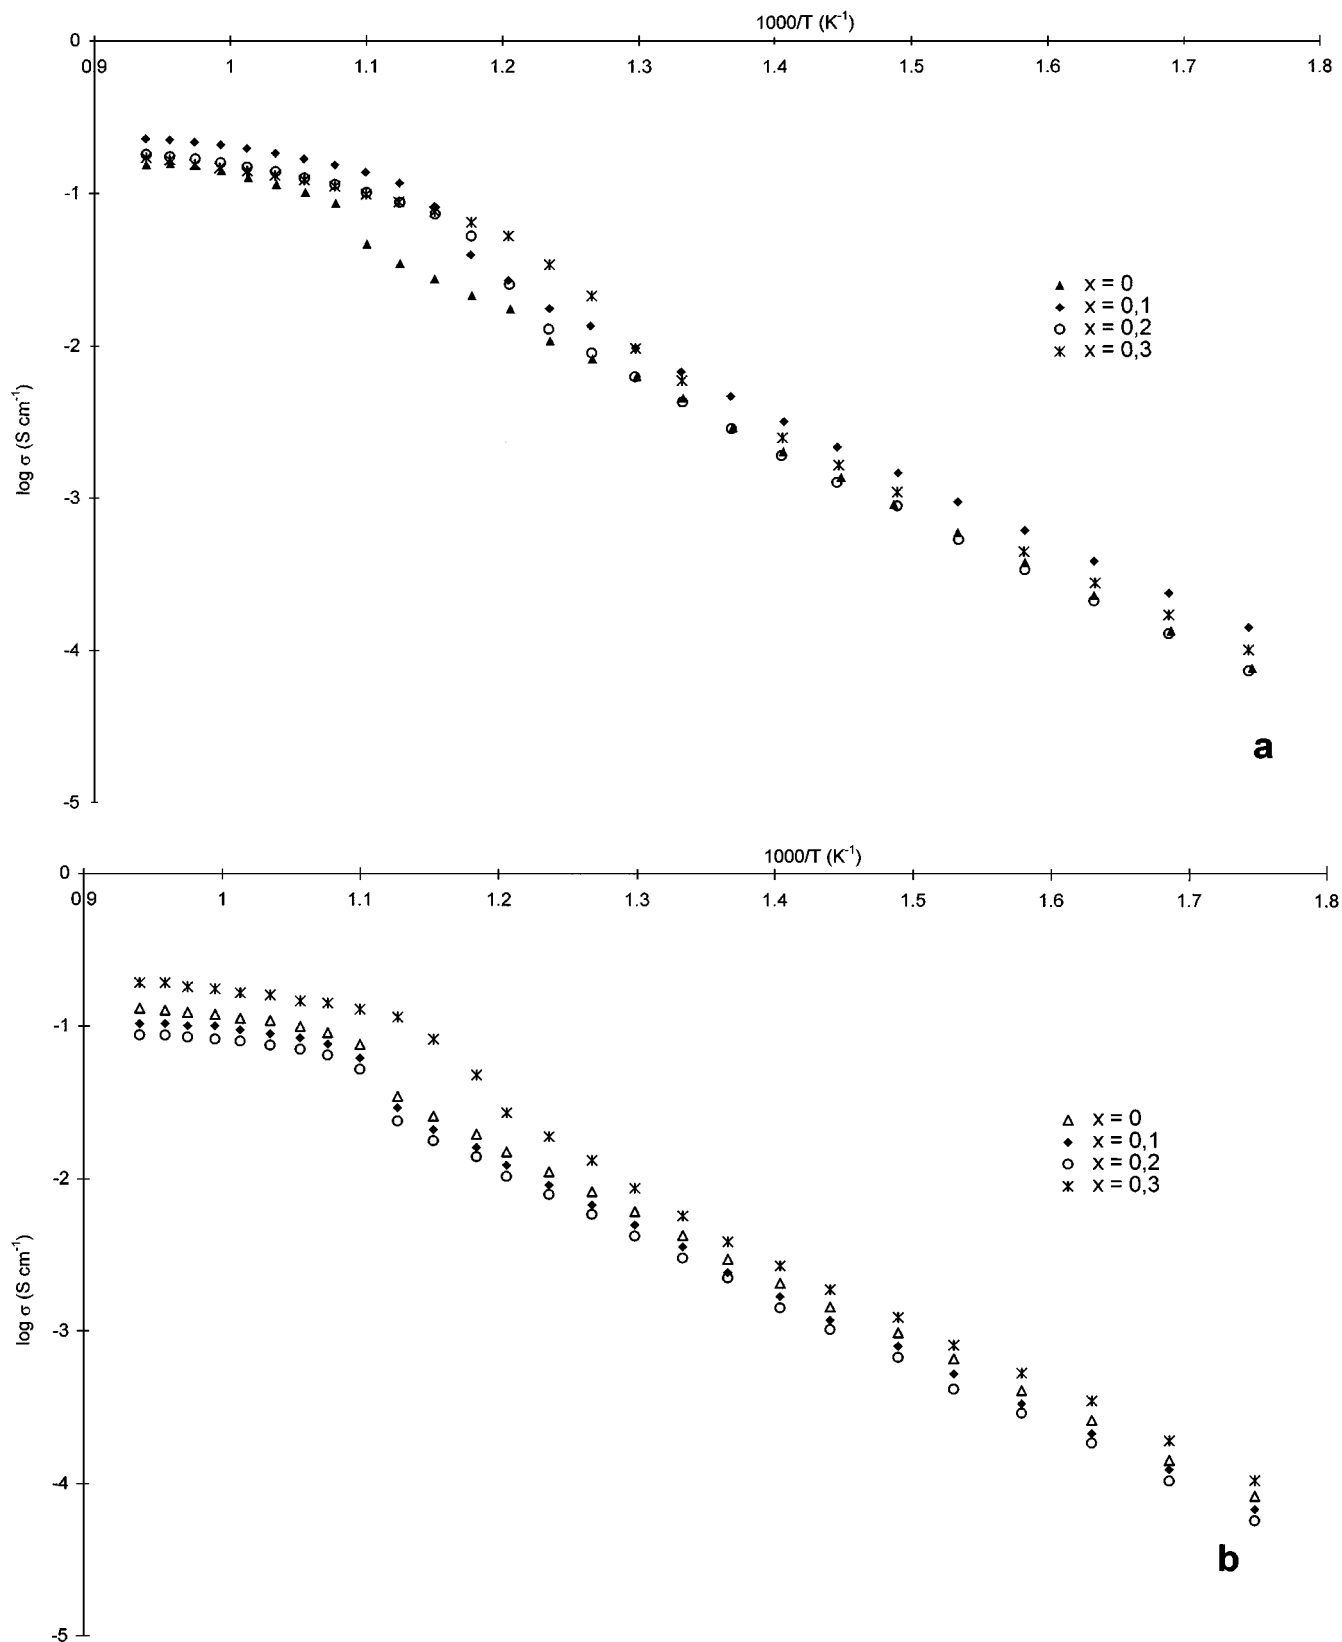 1000/T (K⁻¹)
0
0.9 1 1.1 1.2 1.3 1.4 1.5 1.6 1.7 1.8
-1
x = 0
x = 0,1
-2
x = 0,2
x = 0,3
log σ (S cm⁻¹)
-3
-4
a
-5
1000/T (K⁻¹)
0
0.9 1 1.1 1.2 1.3 1.4 1.5 1.6 1.7 1.8
-1
x = 0
x = 0,1
x = 0,2
-2
x = 0,3
log σ (S cm⁻¹)
-3
-4
b
-5